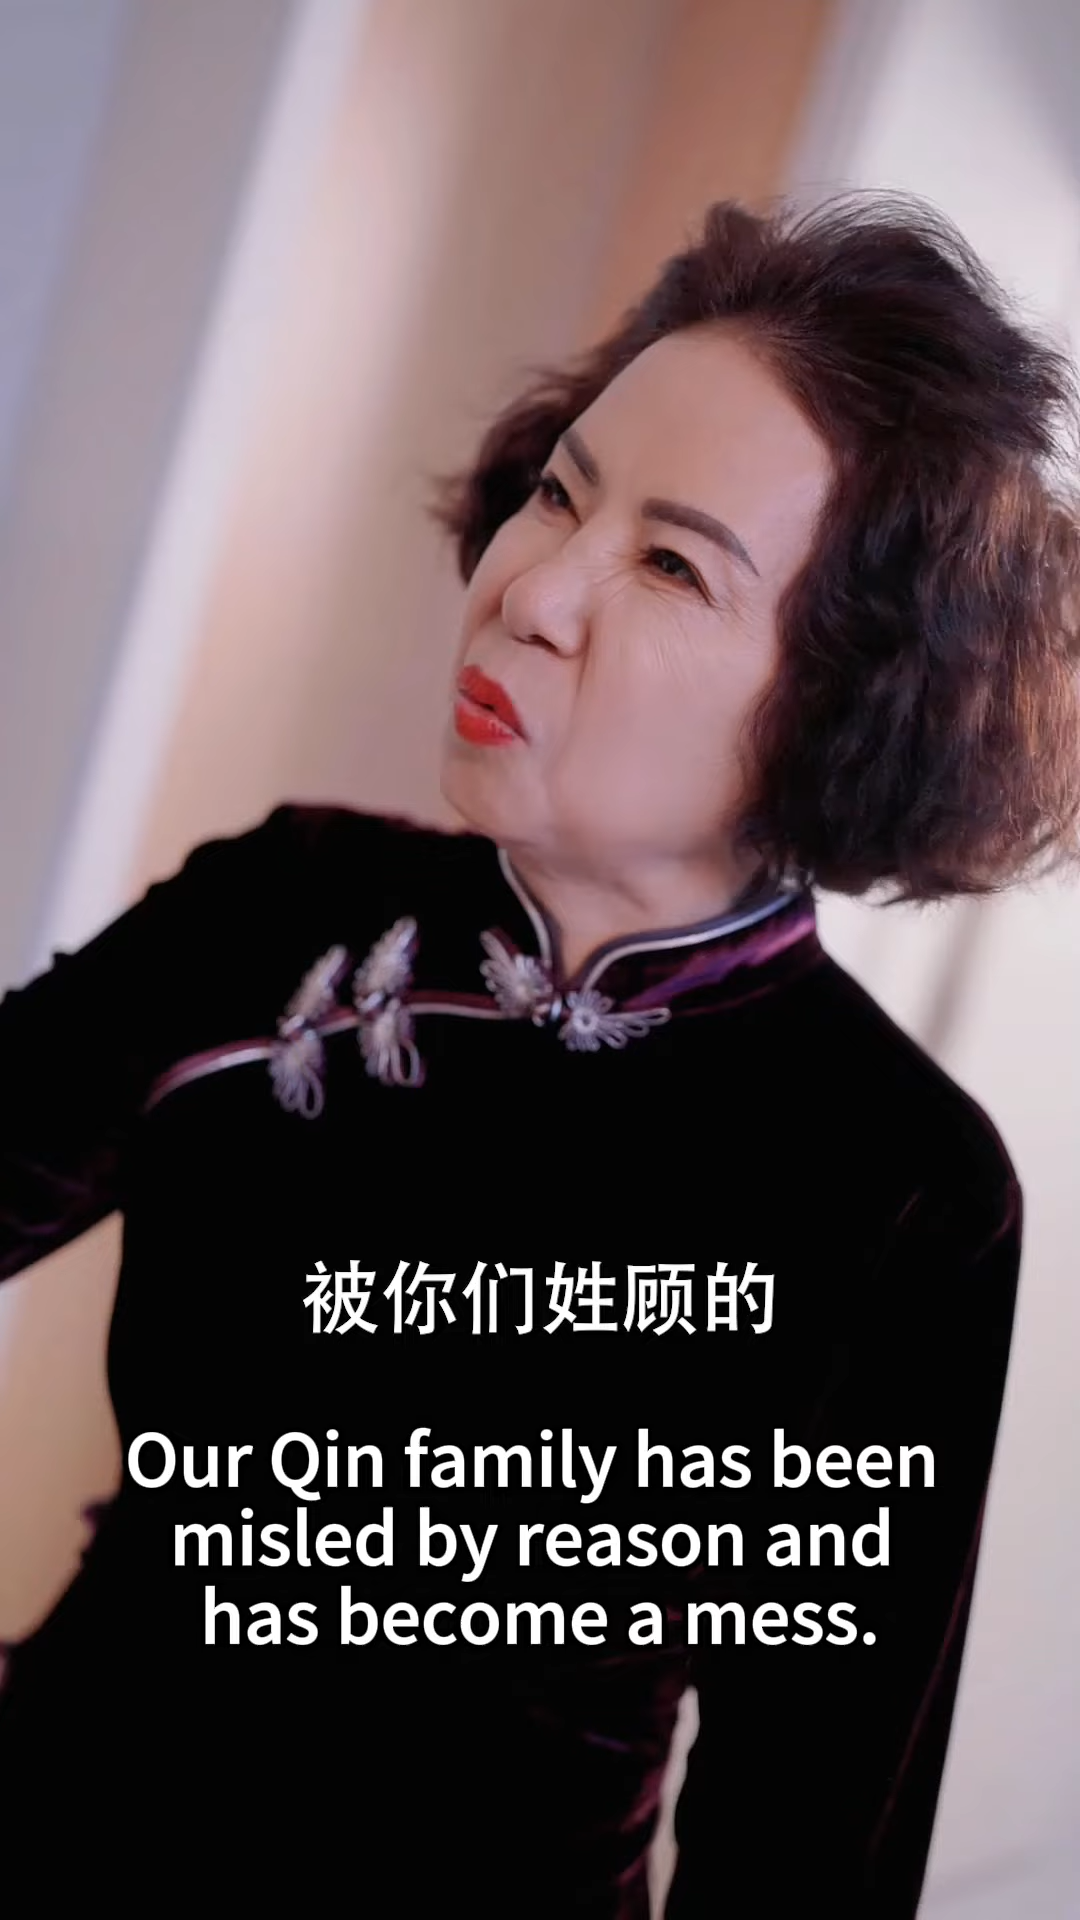 被你们姓顾的
Our Qin family has been
misled by reason and
has become a mess.